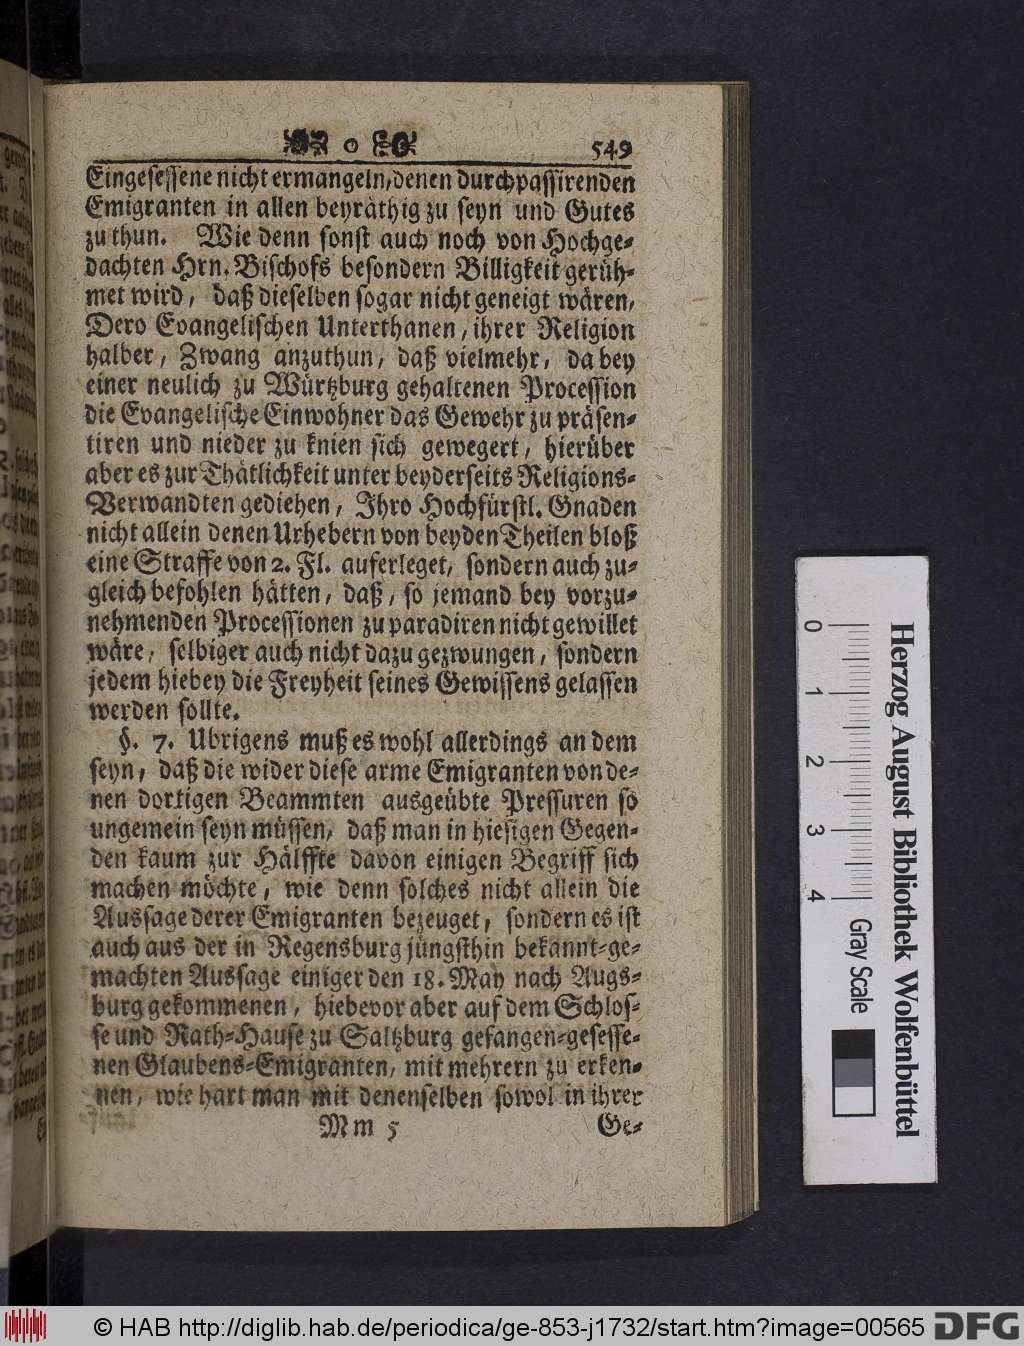 o 549
Eingesessene nicht ermangeln, denen durchpassirenden
Emigranten in allen beyräthig zu seyn und Gutes
zu thun. Wie denn sonst auch noch von Hochge-
dachten Hrn. Bischofs besondern Billigkeit gerüh-
met wird, daß dieselben sogar nicht geneigt wären,
Dero Evangelischen Unterthanen, ihrer Religion
halber, Zwang anzuthun, daß vielmehr, da bey
einer neulich zu Würtzburg gehaltenen Procession
die Evangelische Einwohner das Gewehr zu präsen-
tiren und nieder zu knien sich gewegert, hierüber
aber es zur Thätlichkeit unter beyderseits Religions-
Verwandten gediehen, Ihro Hochfürstl. Gnaden
nicht allein denen Urhebern von beyden Theilen bloß
eine Straffe von 2. Fl. auferleget, sondern auch zu-
gleich befohlen hätten, daß, so jemand bey vorzu-
nehmenden Processionen zu paradiren nicht gewillet
wäre, selbiger auch nicht dazu gezwungen, sondern
jedem hiebey die Freyheit seines Gewissens gelassen
werden sollte.
§. 7. Ubrigens muß es wohl allerdings an dem
seyn, daß die wider diese arme Emigranten von de-
nen dortigen Beammten ausgeübte Pressuren so
ungemein seyn müssen, daß man in hiesigen Gegen-
den kaum zur Hälffte davon einigen Begriff sich
machen möchte, wie denn solches nicht allein die
Aussage derer Emigranten bezeuget, sondern es ist
auch aus der in Regensburg jüngsthin bekannt-ge-
machten Aussage einiger den 18. May nach Augs-
burg gekommenen, hiebevor aber auf dem Schlos-
se und Rath-Hause zu Saltzburg gefangen-gesesse-
nen Glaubens-Emigranten, mit mehrern zu erken-
nen, wie hart man mit denenselben sowol in ihrer
Mm 5 Ge-
0 1 2 3 4
Gray Scale
Herzog August Bibliothek Wolfenbüttel
© HAB http://diglib.hab.de/periodica/ge-853-j1732/start.htm?image=00565
DFG